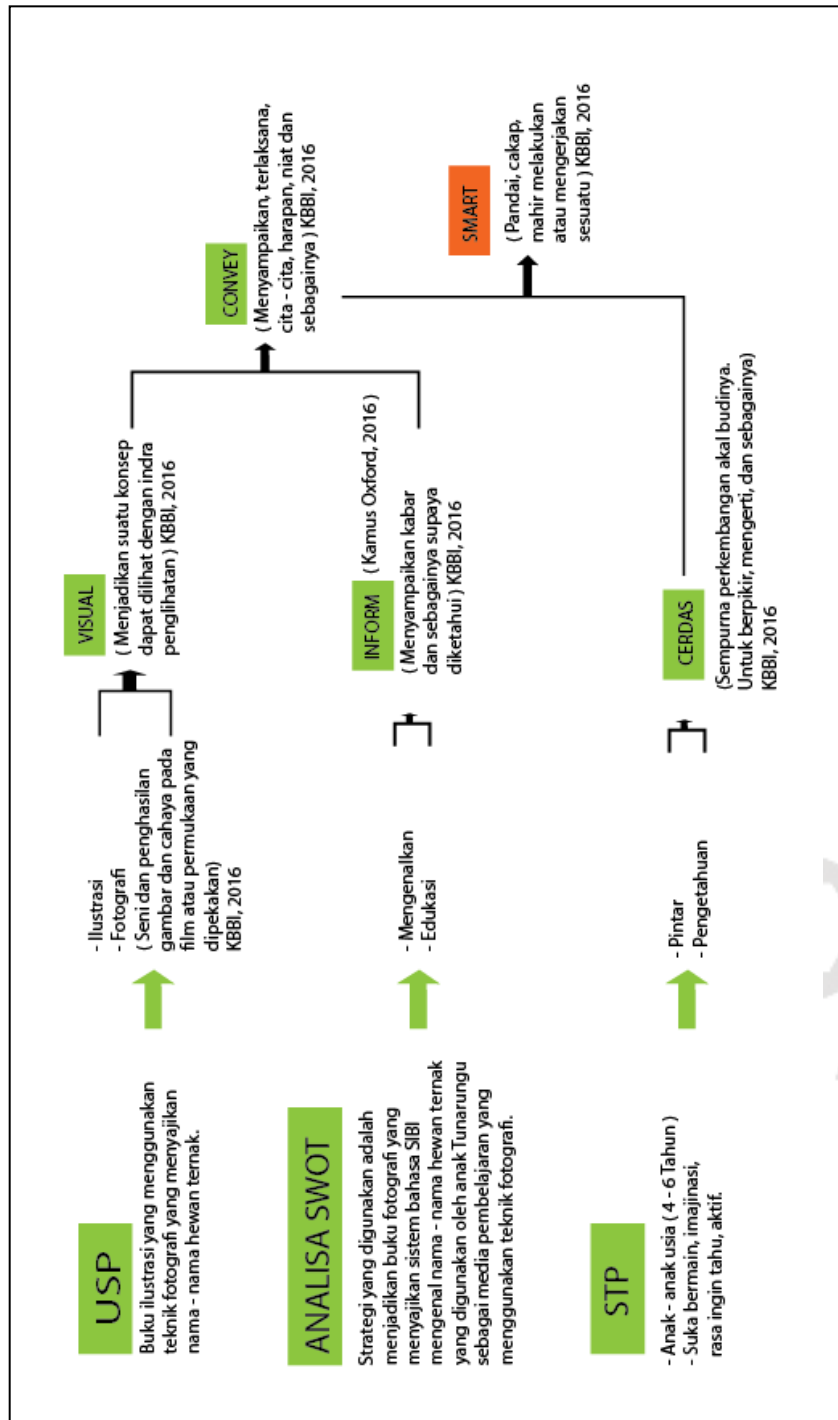 USP
Buku ilustrasi yang menggunakan
teknik fotografi yang menyajikan
nama - nama hewan ternak.
- Ilustrasi
- Fotografi
( Seni dan penghasilan
gambar dan cahaya pada
film atau permukaan yang
dipekakan)
KBBI, 2016
VISUAL
( Menjadikan suatu konsep
dapat dilihat dengan indra
penglihatan ) KBBI, 2016
ANALISA SWOT
Strategi yang digunakan adalah
menjadikan buku fotografi yang
menyajikan sistem bahasa SIBI
mengenal nama - nama hewan ternak
yang digunakan oleh anak Tunarungu
sebagai media pembelajaran yang
menggunakan teknik fotografi.
- Mengenalkan
- Edukasi
INFORM ( Kamus Oxford, 2016 )
( Menyampaikan kabar
dan sebagainya supaya
diketahui ) KBBI, 2016
CONVEY
( Menyampaikan, terlaksana,
cita - cita, harapan, niat dan
sebagainya ) KBBI, 2016
STP
- Anak - anak usia ( 4 - 6 Tahun )
- Suka bermain, imajinasi,
rasa ingin tahu, aktif.
- Pintar
- Pengetahuan
CERDAS
(Sempurna perkembangan akal budinya.
Untuk berpikir, mengerti, dan sebagainya)
KBBI, 2016
SMART
( Pandai, cakap,
mahir melakukan
atau mengerjakan
sesuatu ) KBBI, 2016